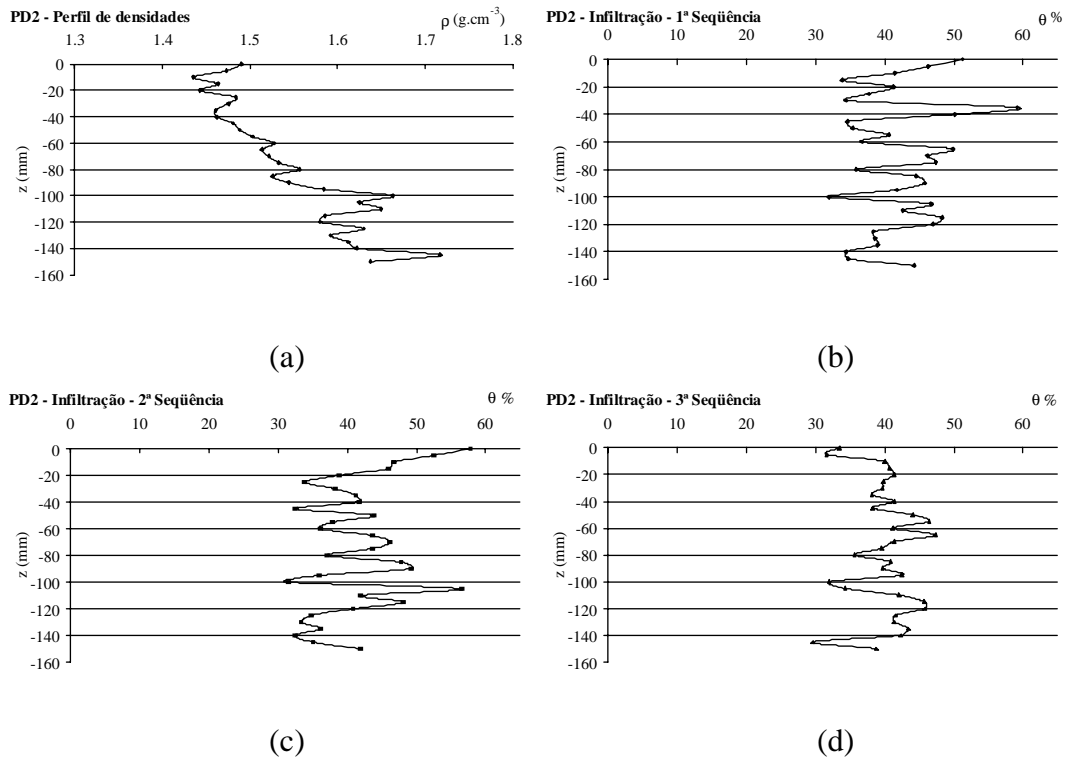 PD2 - Perfil de densidades ρ (g.cm-3)
1.3 1.4 1.5 1.6 1.7 1.8
0
-20
-40
-60
-80
-100
-120
-140
-160
z (mm)
(a)
PD2 - Infiltração - 1ª Seqüência θ %
0 10 20 30 40 50 60
0
-20
-40
-60
-80
-100
-120
-140
-160
z (mm)
(b)
PD2 - Infiltração - 2ª Seqüência θ %
0 10 20 30 40 50 60
0
-20
-40
-60
-80
-100
-120
-140
-160
z (mm)
(c)
PD2 - Infiltração - 3ª Seqüência θ %
0 10 20 30 40 50 60
0
-20
-40
-60
-80
-100
-120
-140
-160
z (mm)
(d)